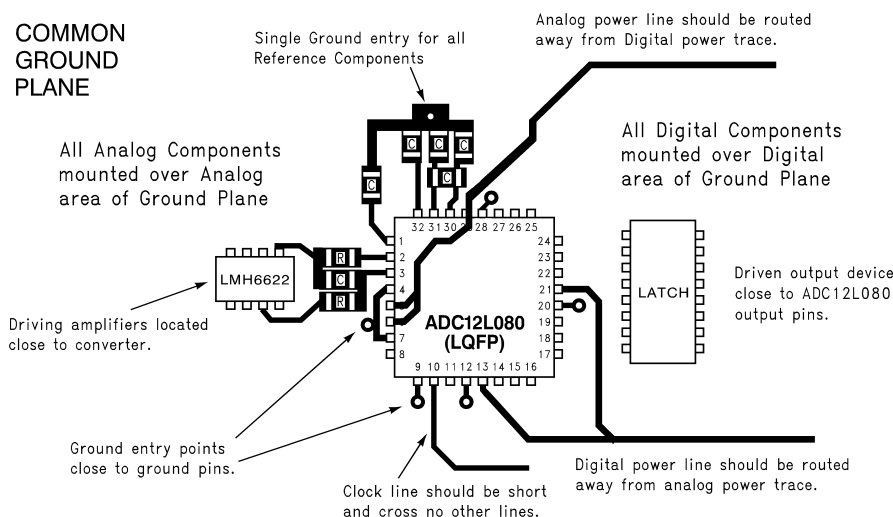 COMMON
GROUND
PLANE
Single Ground entry for all
Reference Components
Analog power line should be routed
away from Digital power trace.
All Analog Components
mounted over Analog
area of Ground Plane
All Digital Components
mounted over Digital
area of Ground Plane
C
C
C
C
C
32 31 30 28 27 26 25
1
2
3
4
7
8
24
23
22
21
20
19
18
17
R
C
R
LMH6622
LATCH
ADC12L080
(LQFP)
9 10 11 12 13 14 15 16
Driven output device
close to ADC12L080
output pins.
Driving amplifiers located
close to converter.
Ground entry points
close to ground pins.
Clock line should be short
and cross no other lines.
Digital power line should be routed
away from analog power trace.